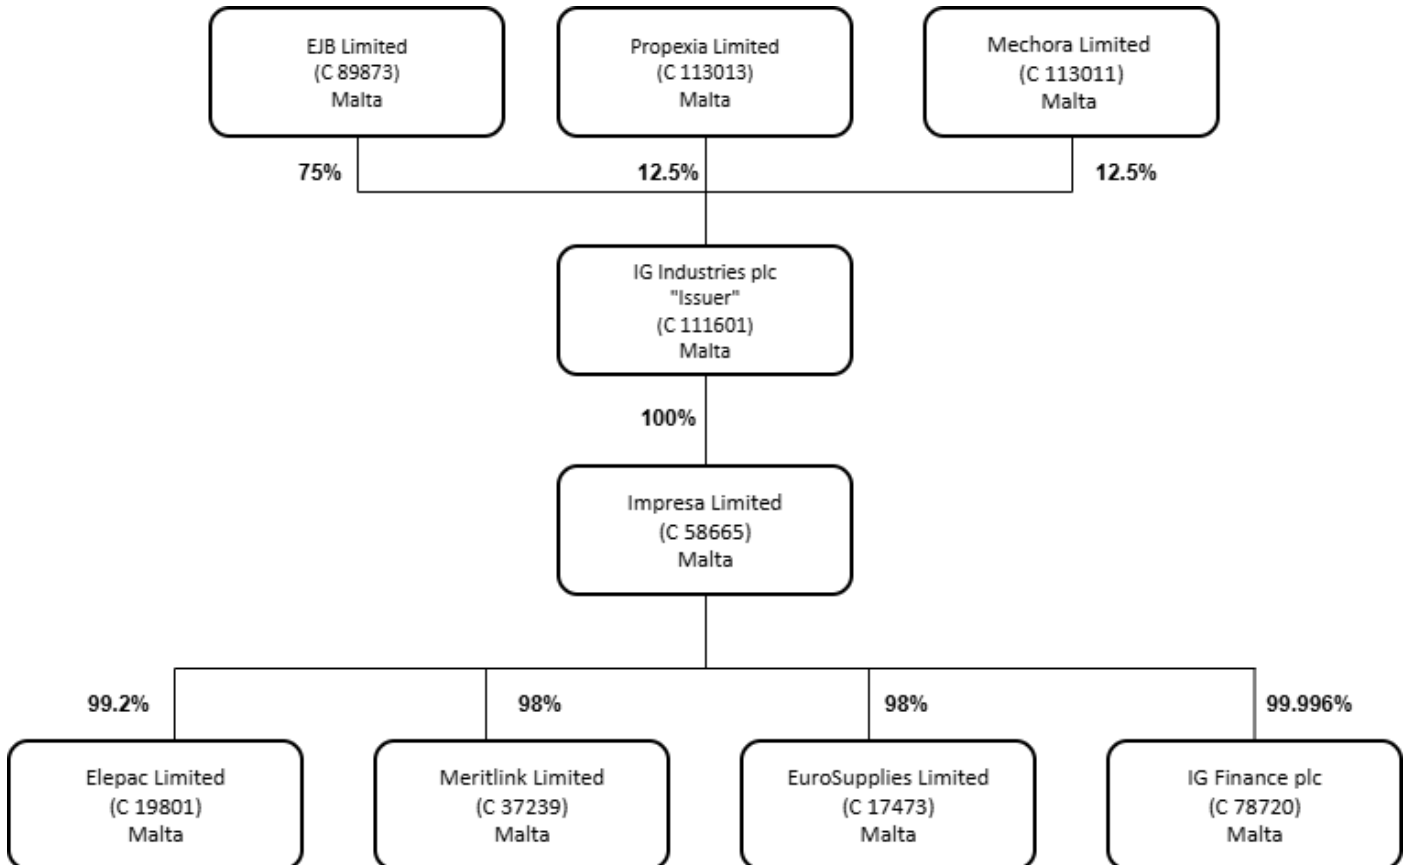 EJB Limited
(C 89873)
Malta
Propexia Limited
(C 113013)
Malta
Mechora Limited
(C 113011)
Malta
75%
12.5%
12.5%
IG Industries plc
"Issuer"
(C 111601)
Malta
100%
Impresa Limited
(C 58665)
Malta
99.2%
98%
98%
99.996%
Elepac Limited
(C 19801)
Malta
Meritlink Limited
(C 37239)
Malta
EuroSupplies Limited
(C 17473)
Malta
IG Finance plc
(C 78720)
Malta